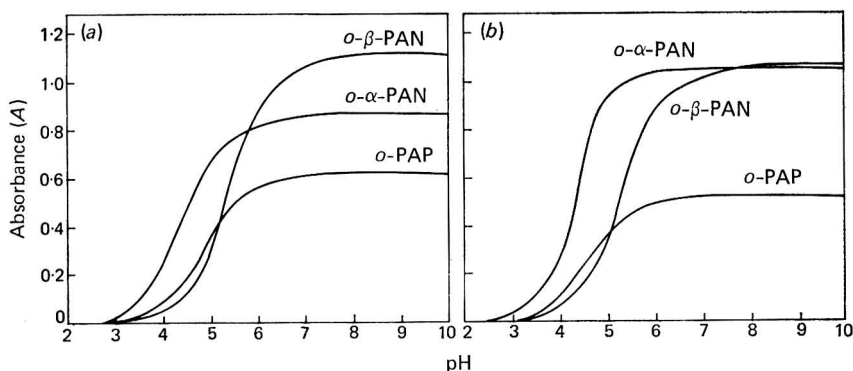 (a)
Absorbance (A)
1·2
1·0
0·8
0·6
0·4
0·2
0
o-β-PAN
o-α-PAN
o-PAP
2 3 4 5 6 7 8 9 10
(b)
o-α-PAN
o-β-PAN
o-PAP
2 3 4 5 6 7 8 9 10
pH